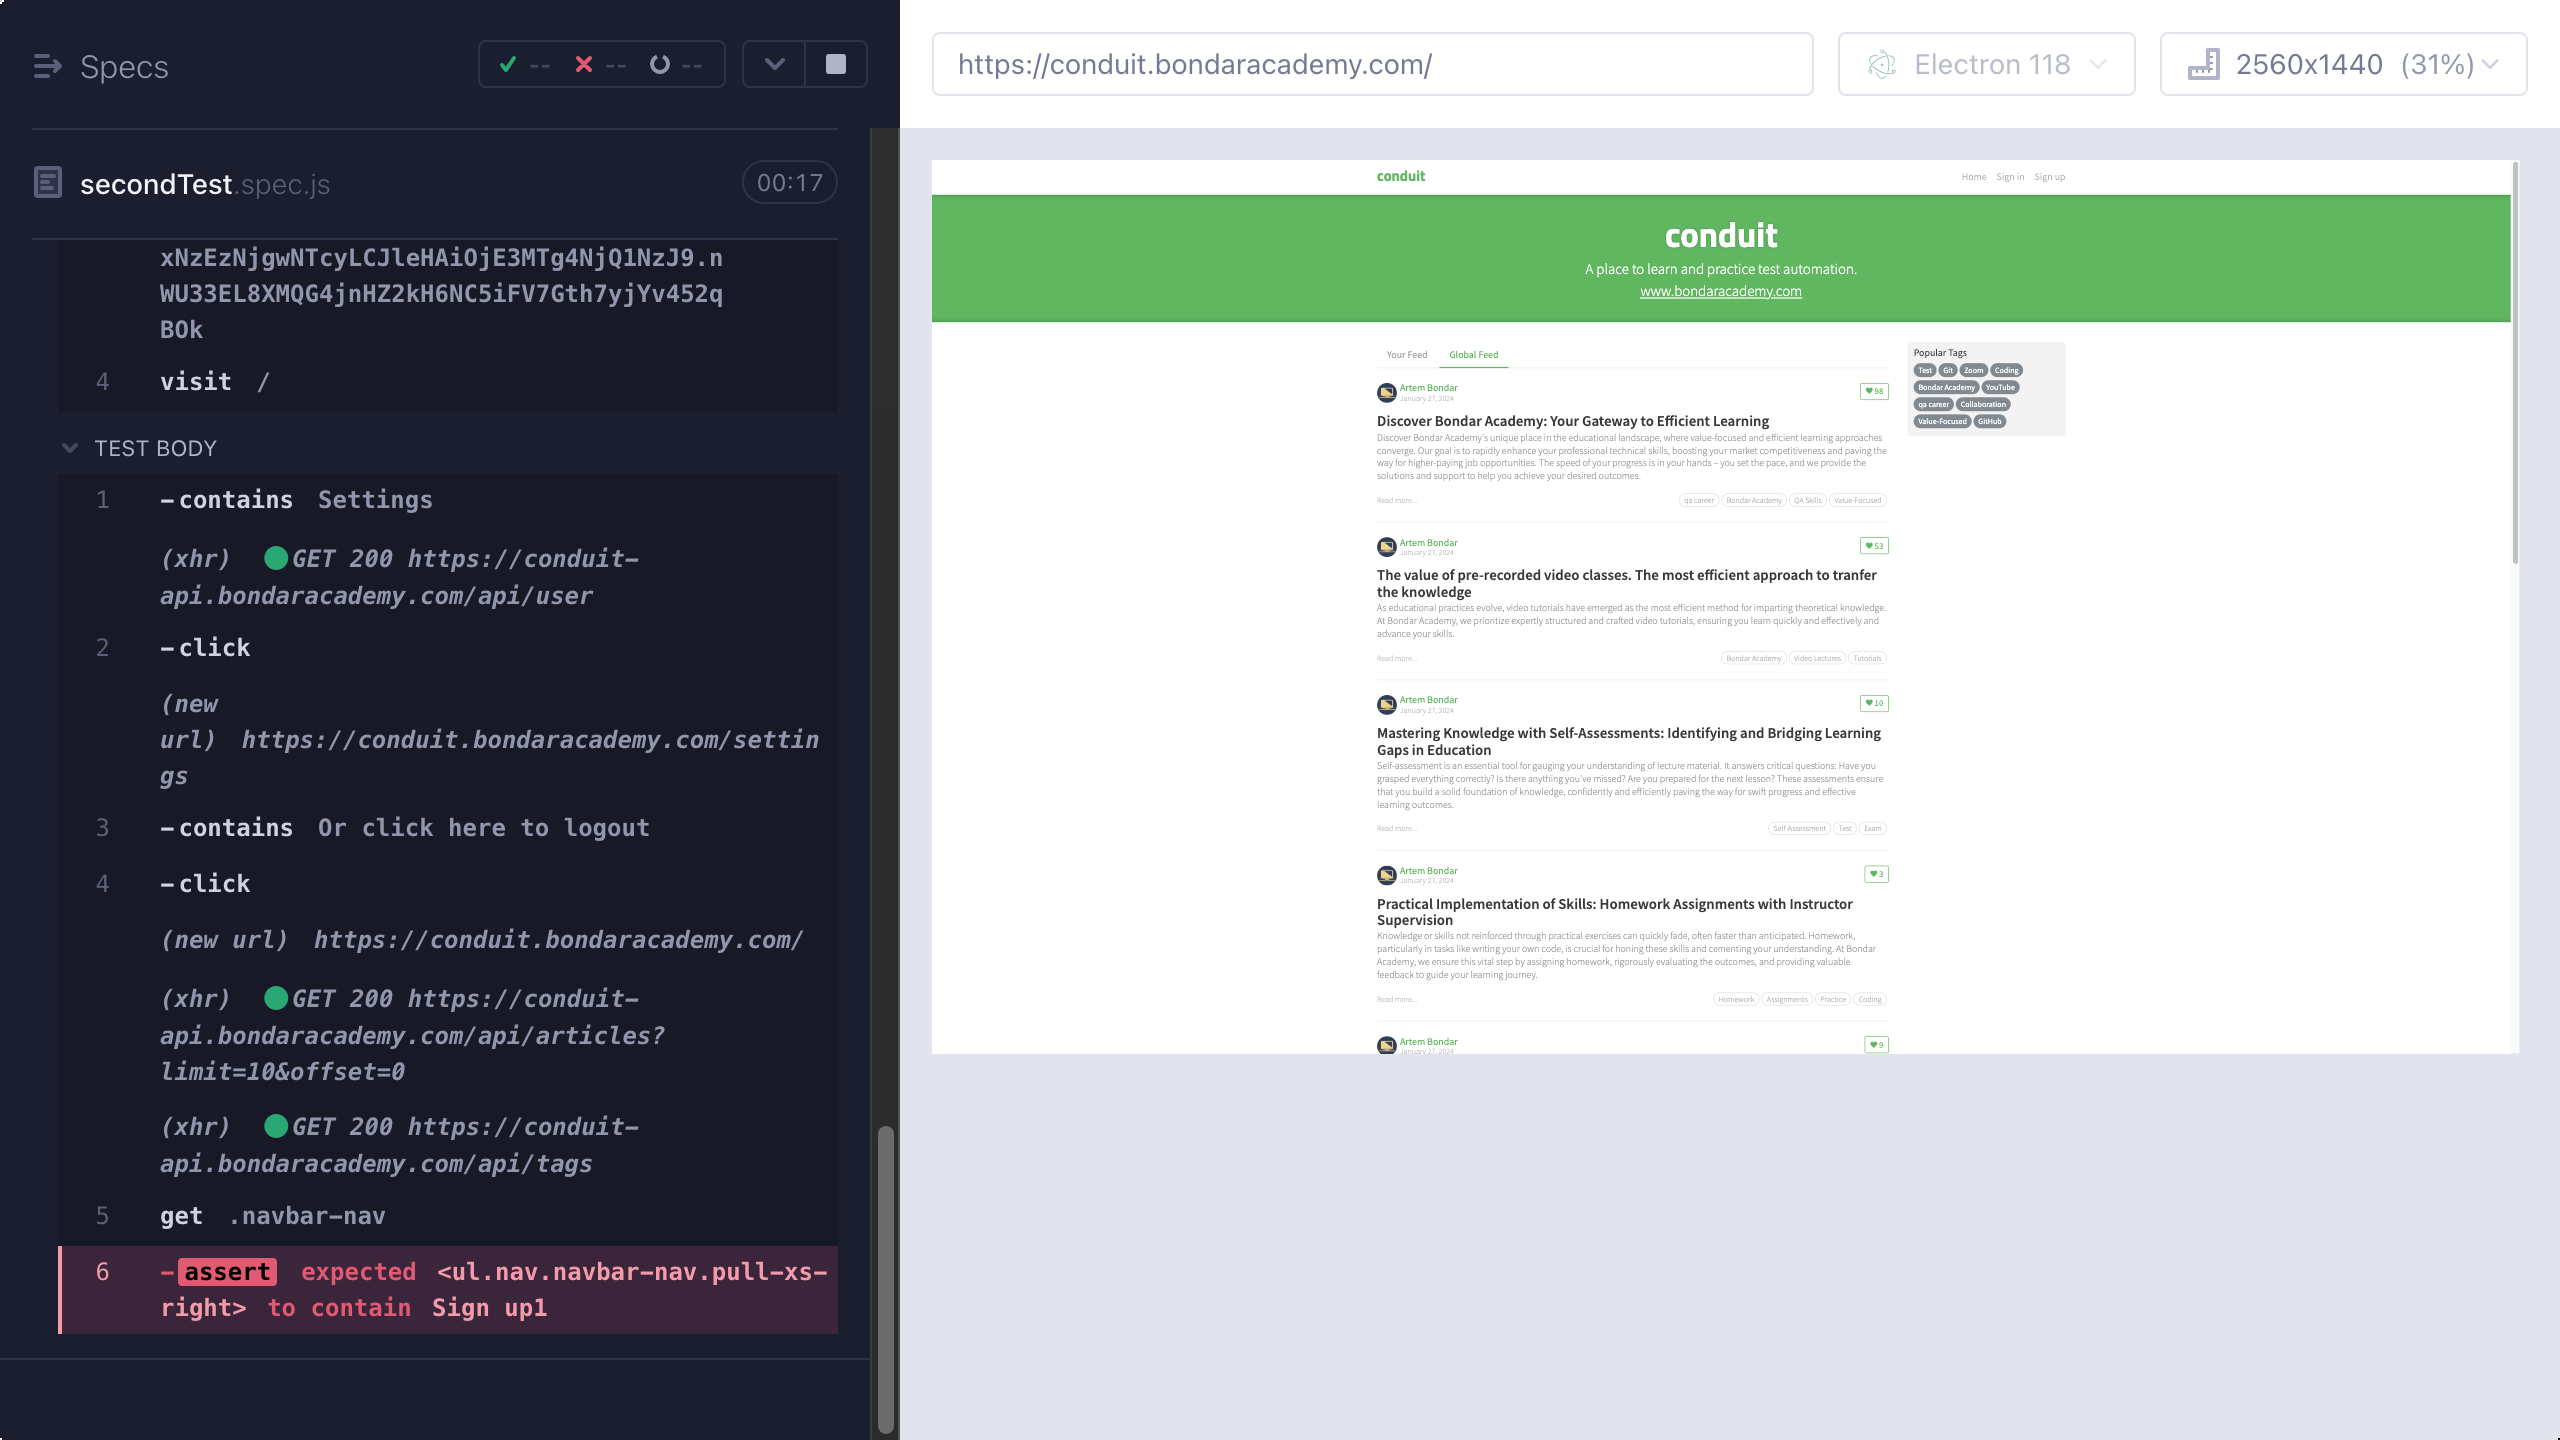 Specs
-- -- --
secondTest.spec.js
00:17
xNzEzNjgwNTcyLCJleHAiOjE3MTg4NjQ1NzJ9.n
WU33EL8XMQG4jnHZ2kH6NC5iFV7Gth7yjYv452q
BOk
4 visit /
TEST BODY
1 -contains Settings
(xhr) GET 200 https://conduit-
api.bondaracademy.com/api/user
2 -click
(new
url) https://conduit.bondaracademy.com/settin
gs
3 -contains Or click here to logout
4 -click
(new url) https://conduit.bondaracademy.com/
(xhr) GET 200 https://conduit-
api.bondaracademy.com/api/articles?
limit=10&offset=0
(xhr) GET 200 https://conduit-
api.bondaracademy.com/api/tags
5 get .navbar-nav
6 -assert expected <ul.nav.navbar-nav.pull-xs-
right> to contain Sign up1
https://conduit.bondaracademy.com/
Electron 118
2560x1440 (31%)
conduit
Home Sign in Sign up
conduit
A place to learn and practice test automation.
www.bondaracademy.com
Your Feed Global Feed
Artem Bondar
January 27, 2024
98
Discover Bondar Academy: Your Gateway to Efficient Learning
Discover Bondar Academy's unique place in the educational landscape, where value-focused and efficient learning approaches
converge. Our goal is to rapidly enhance your professional technical skills, boosting your market competitiveness and paving the
way for higher-paying job opportunities. The speed of your progress is in your hands – you set the pace, and we provide the
solutions and support to help you achieve your desired outcomes.
Read more...
qa career Bondar Academy QA Skills Value-Focused
Artem Bondar
January 27, 2024
53
The value of pre-recorded video classes. The most efficient approach to tranfer
the knowledge
As educational practices evolve, video tutorials have emerged as the most efficient method for imparting theoretical knowledge.
At Bondar Academy, we prioritize expertly structured and crafted video tutorials, ensuring you learn quickly and effectively and
advance your skills.
Read more...
Bondar Academy Video Lectures Tutorials
Artem Bondar
January 27, 2024
10
Mastering Knowledge with Self-Assessments: Identifying and Bridging Learning
Gaps in Education
Self-assessment is an essential tool for gauging your understanding of lecture material. It answers critical questions: Have you
grasped everything correctly? Is there anything you've missed? Are you prepared for the next lesson? These assessments ensure
that you build a solid foundation of knowledge, confidently and efficiently paving the way for swift progress and effective
learning outcomes.
Read more...
Self-Assessment Test Exam
Artem Bondar
January 27, 2024
3
Practical Implementation of Skills: Homework Assignments with Instructor
Supervision
Knowledge or skills not reinforced through practical exercises can quickly fade, often faster than anticipated. Homework,
particularly in tasks like writing your own code, is crucial for honing these skills and cementing your understanding. At Bondar
Academy, we ensure this vital step by assigning homework, rigorously evaluating the outcomes, and providing valuable
feedback to guide your learning journey.
Read more...
Homework Assignments Practice Coding
Artem Bondar
January 27, 2024
9
Popular Tags
Test Git Zoom Coding
Bondar Academy YouTube
qa career Collaboration
Value-Focused GitHub